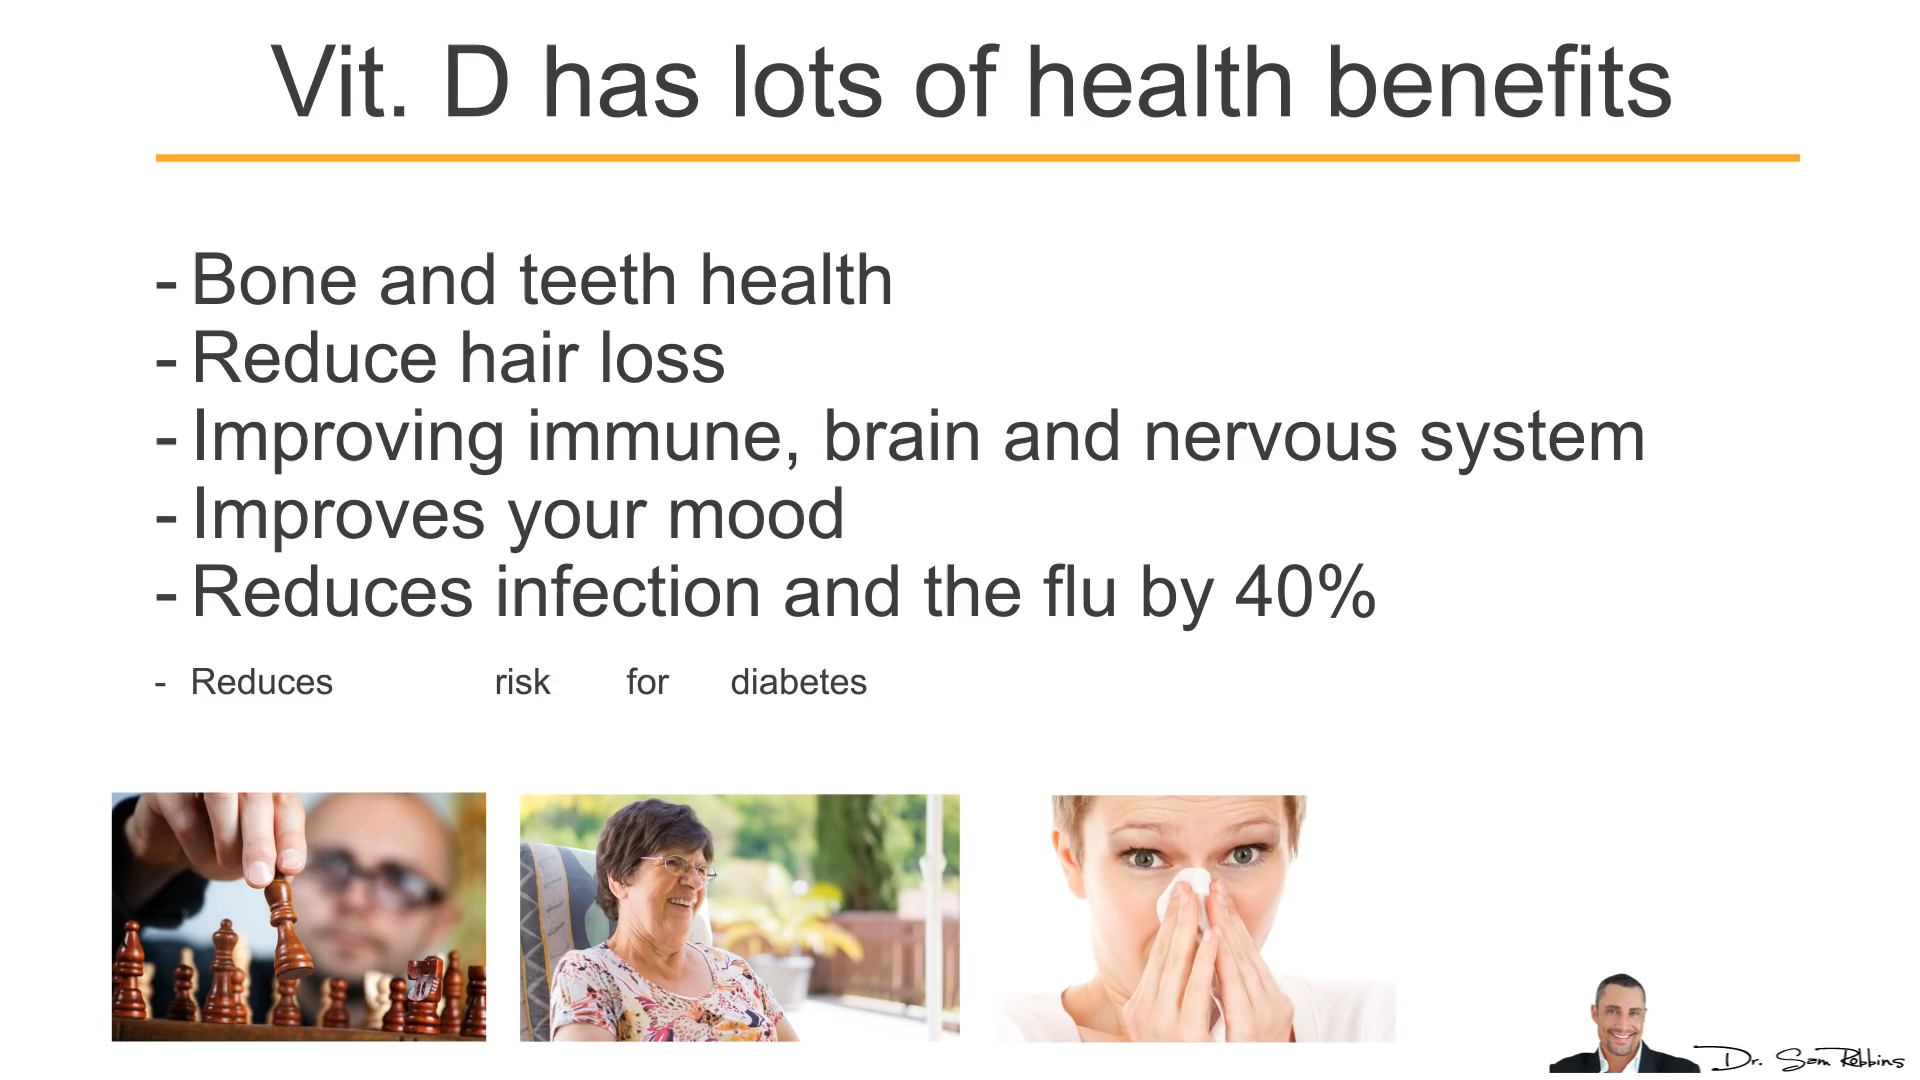 Vit. D has lots of health benefits
- Bone and teeth health
- Reduce hair loss
- Improving immune, brain and nervous system
- Improves your mood
- Reduces infection and the flu by 40%
- Reduces risk for diabetes
Dr. Sam Robbins